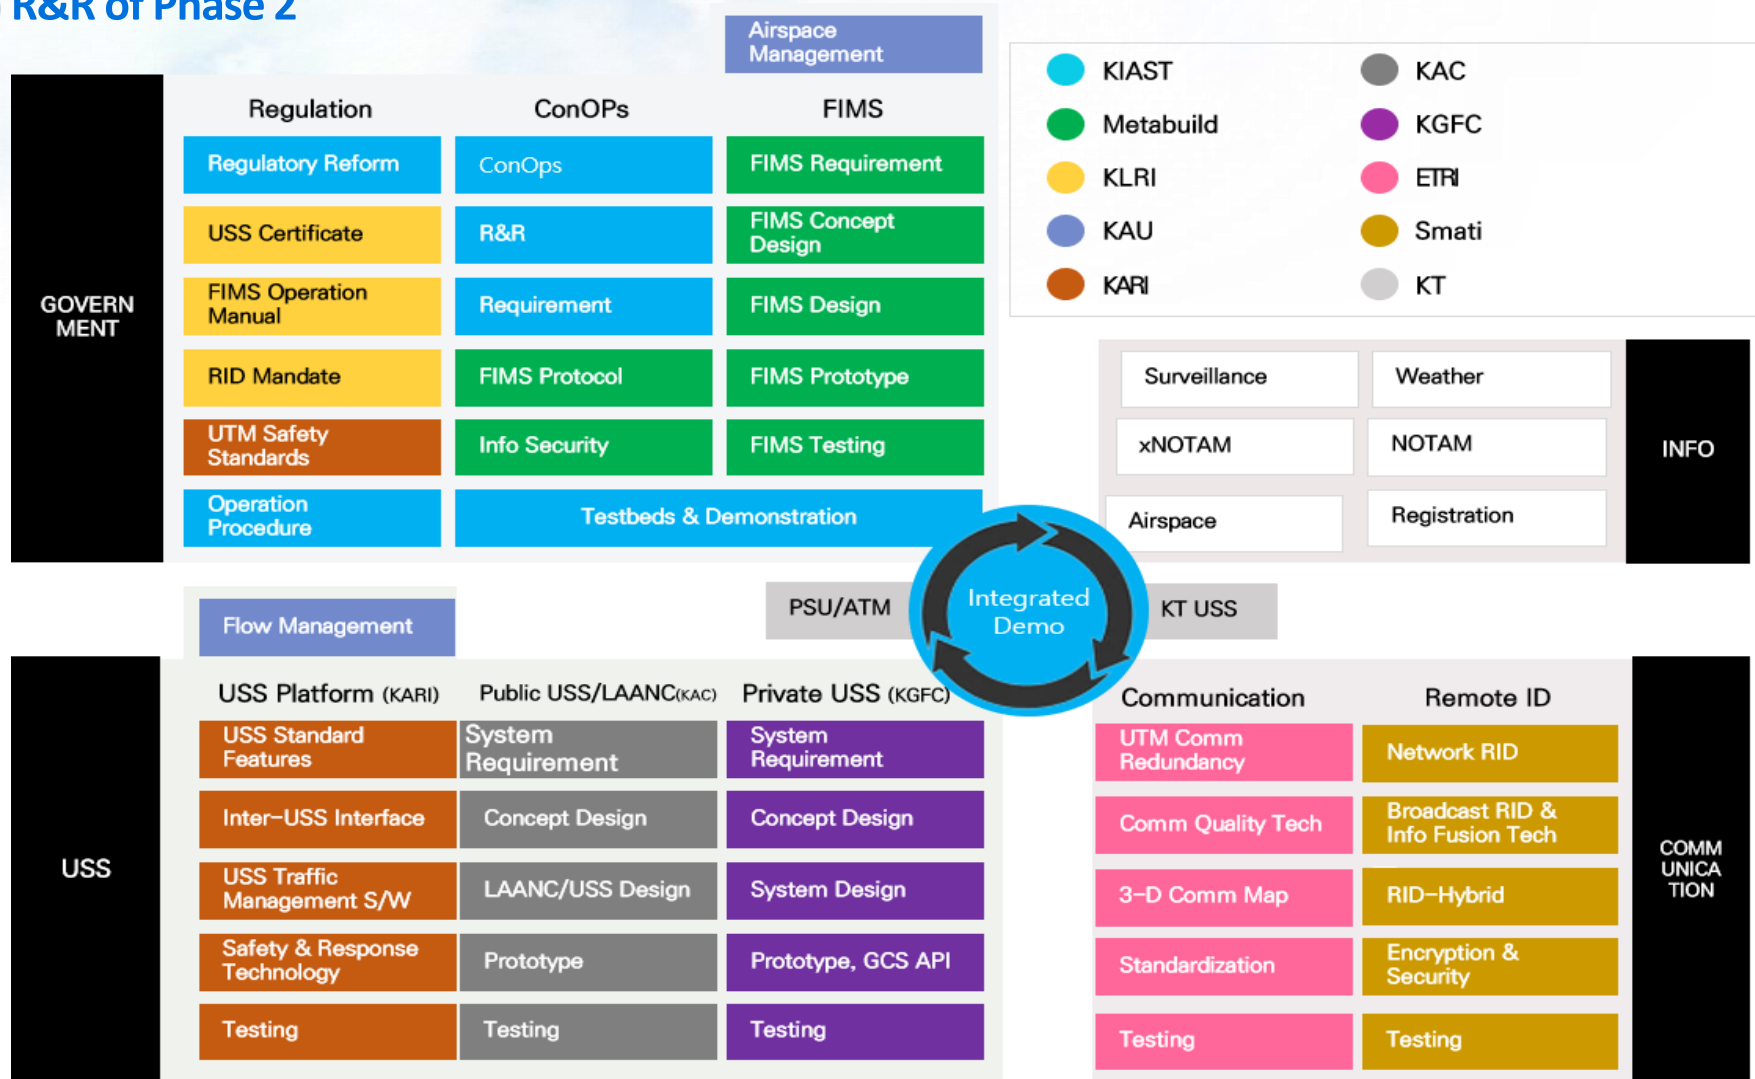 R&R of Phase 2
Airspace
Management
KIAST
KAC
Metabuild
KGFC
KLRI
ETRI
KAU
Smati
KARI
KT
GOVERN
MENT
Regulation
ConOPs
FIMS
Regulatory Reform
ConOps
FIMS Requirement
USS Certificate
R&R
FIMS Concept
Design
FIMS Operation
Manual
Requirement
FIMS Design
RID Mandate
FIMS Protocol
FIMS Prototype
UTM Safety
Standards
Info Security
FIMS Testing
Operation
Procedure
Testbeds & Demonstration
Surveillance
Weather
xNOTAM
NOTAM
Airspace
Registration
INFO
PSU/ATM
Integrated
Demo
KT USS
Flow Management
USS
USS Platform (KARI)
Public USS/LAANC(KAC)
Private USS (KGFC)
USS Standard
Features
System
Requirement
System
Requirement
Inter-USS Interface
Concept Design
Concept Design
USS Traffic
Management S/W
LAANC/USS Design
System Design
Safety & Response
Technology
Prototype
Prototype, GCS API
Testing
Testing
Testing
Communication
Remote ID
UTM Comm
Redundancy
Network RID
Comm Quality Tech
Broadcast RID &
Info Fusion Tech
3-D Comm Map
RID-Hybrid
Standardization
Encryption &
Security
Testing
Testing
COMM
UNICA
TION